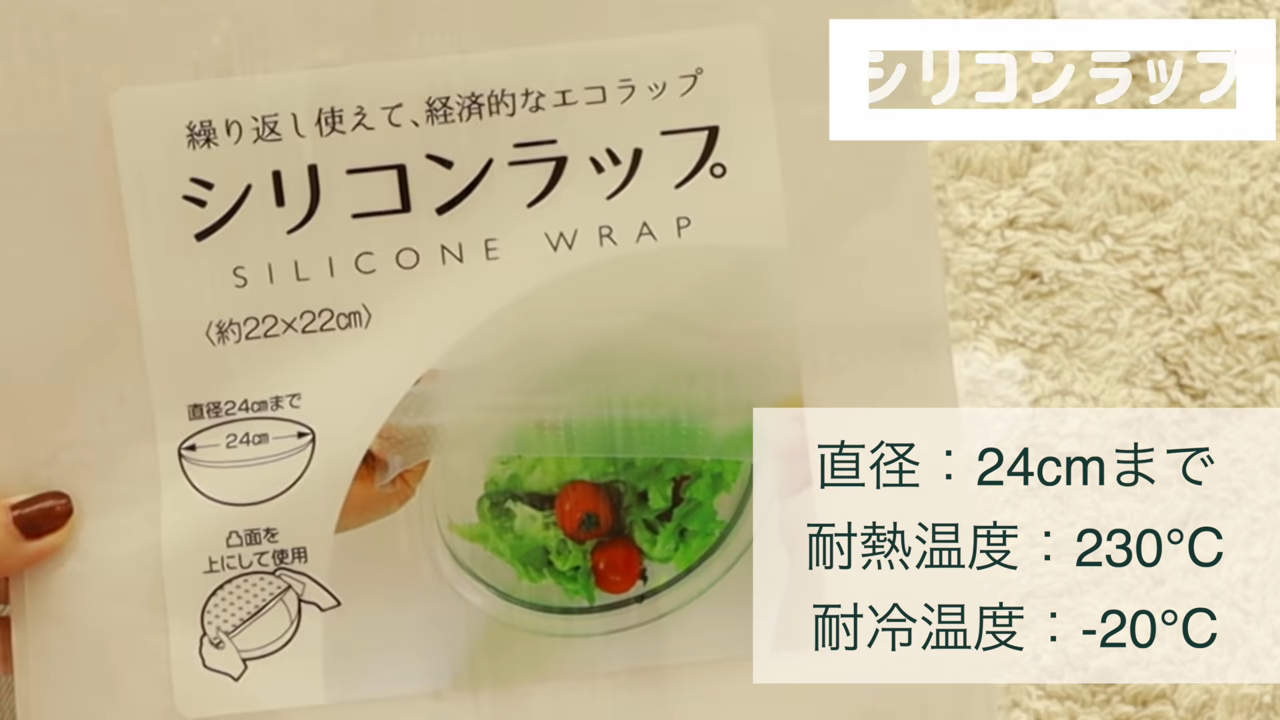 シリコンラップ
繰り返し使えて、経済的なエコラップ
シリコンラップ
SILICONE WRAP
〈約22×22㎝〉
直径24㎝まで
24㎝
凸面を
上にして使用
直径：24cmまで
耐熱温度：230°C
耐冷温度：-20°C